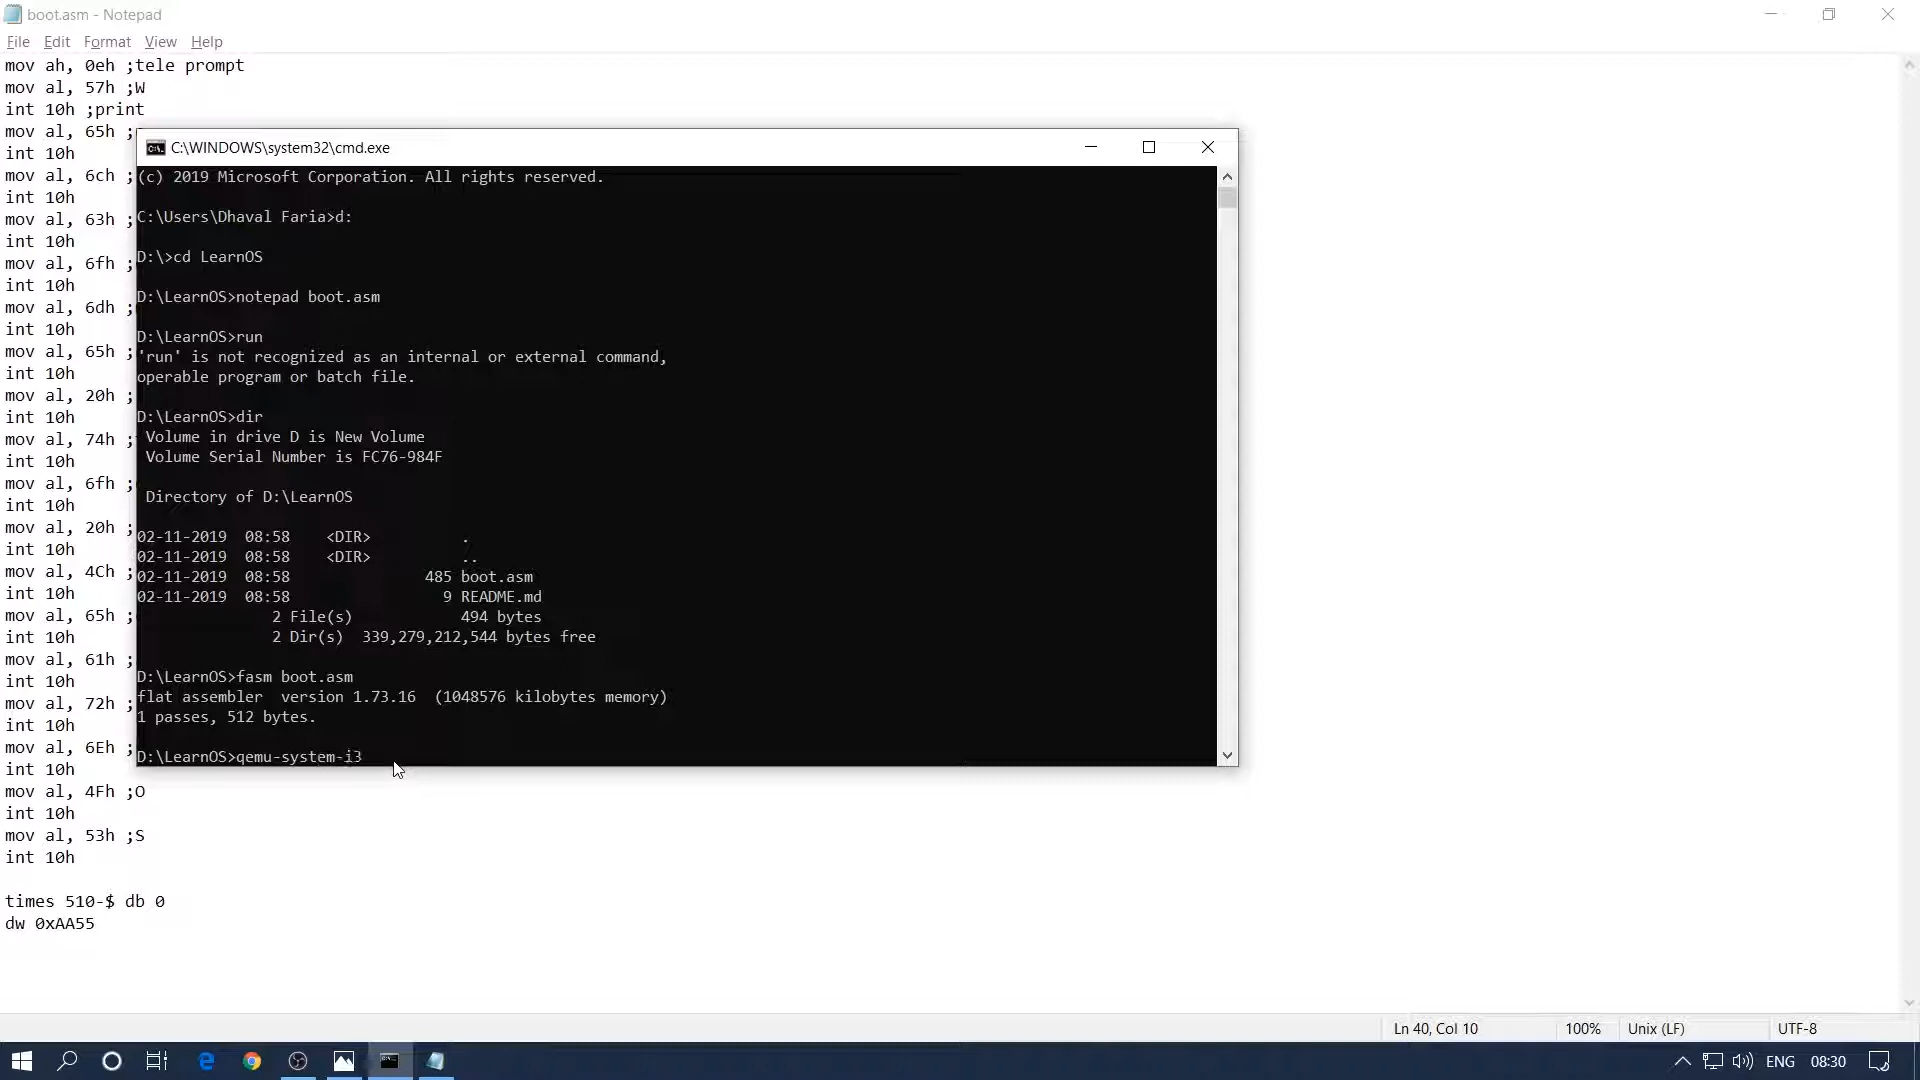 boot.asm - Notepad
File Edit Format View Help
mov ah, 0eh ;tele prompt
mov al, 57h ;W
int 10h ;print
mov al, 65h ;
int 10h
mov al, 6ch ;
int 10h
mov al, 63h ;
int 10h
mov al, 6fh ;
int 10h
mov al, 6dh ;
int 10h
mov al, 65h ;
int 10h
mov al, 20h ;
int 10h
mov al, 74h ;
int 10h
mov al, 6fh ;
int 10h
mov al, 20h ;
int 10h
mov al, 4Ch ;
int 10h
mov al, 65h ;
int 10h
mov al, 61h ;
int 10h
mov al, 72h ;
int 10h
mov al, 6Eh ;
int 10h
mov al, 4Fh ;O
int 10h
mov al, 53h ;S
int 10h
times 510-$ db 0
dw 0xAA55
C:\WINDOWS\system32\cmd.exe
(c) 2019 Microsoft Corporation. All rights reserved.
C:\Users\Dhaval Faria>d:
D:\>cd LearnOS
D:\LearnOS>notepad boot.asm
D:\LearnOS>run
'run' is not recognized as an internal or external command,
operable program or batch file.
D:\LearnOS>dir
Volume in drive D is New Volume
Volume Serial Number is FC76-984F
Directory of D:\LearnOS
02-11-2019 08:58 <DIR> .
02-11-2019 08:58 <DIR> ..
02-11-2019 08:58 485 boot.asm
02-11-2019 08:58 9 README.md
2 File(s) 494 bytes
2 Dir(s) 339,279,212,544 bytes free
D:\LearnOS>fasm boot.asm
flat assembler version 1.73.16 (1048576 kilobytes memory)
1 passes, 512 bytes.
D:\LearnOS>qemu-system-i3
Ln 40, Col 10 100% Unix (LF) UTF-8
ENG 08:30